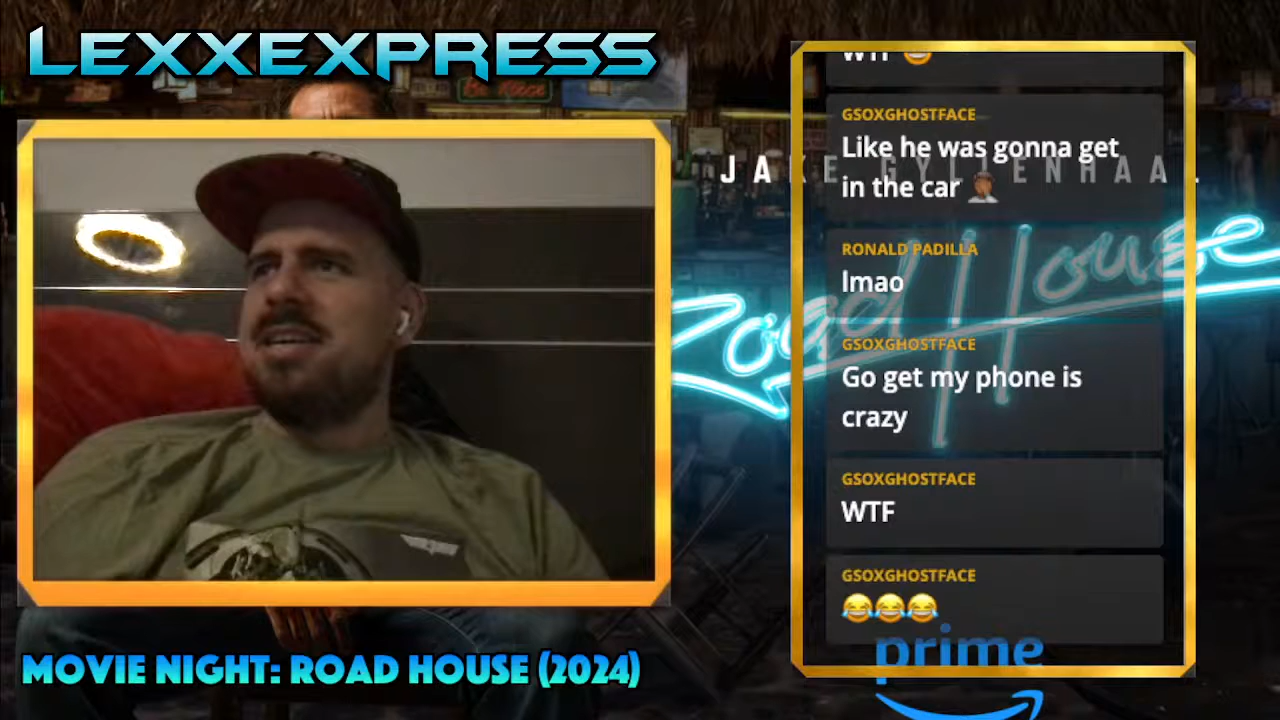 LEXXEXPRESS
WTF 😂
GSOXGHOSTFACE
Like he was gonna get
in the car 🤦🏾‍♂️
RONALD PADILLA
lmao
GSOXGHOSTFACE
Go get my phone is
crazy
GSOXGHOSTFACE
WTF
GSOXGHOSTFACE
😂😂😂
JAKE GYLLENHAAL
Road House
prime
MOVIE NIGHT: ROAD HOUSE (2024)